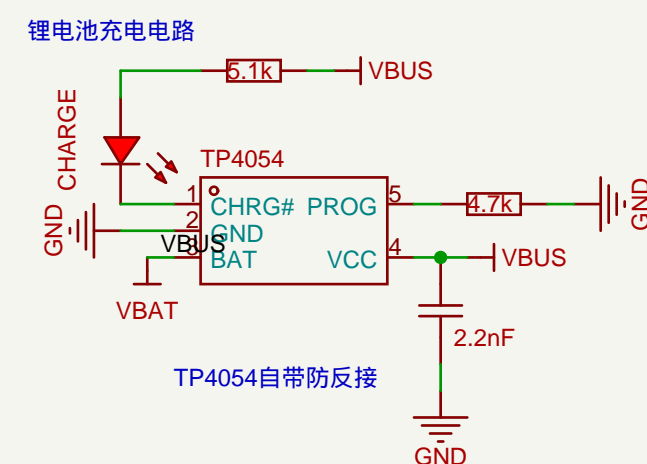 锂电池充电电路
5.1k
VBUS
CHARGE
TP4054
1
CHRG#
PROG
5
4.7k
GND
GND
2
GND
VBUS
3
BAT
VCC
4
VBUS
VBAT
2.2nF
TP4054自带防反接
GND